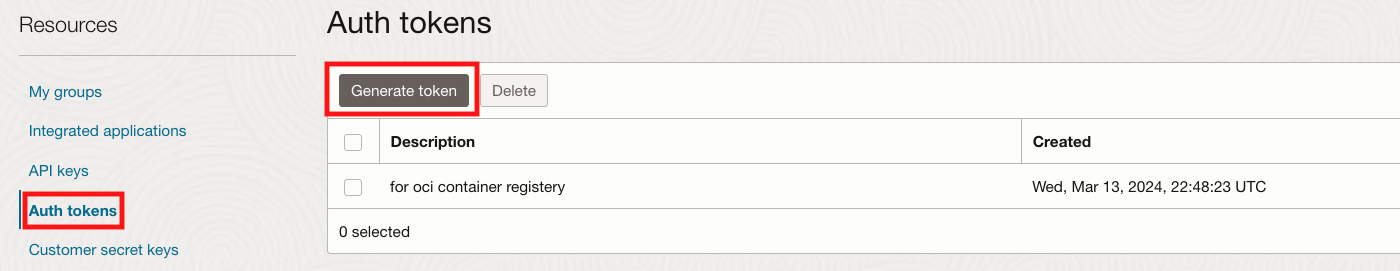 Resources
My groups
Integrated applications
API keys
Auth tokens
Customer secret keys
Auth tokens
Generate token Delete
Description Created
for oci container registery Wed, Mar 13, 2024, 22:48:23 UTC
0 selected